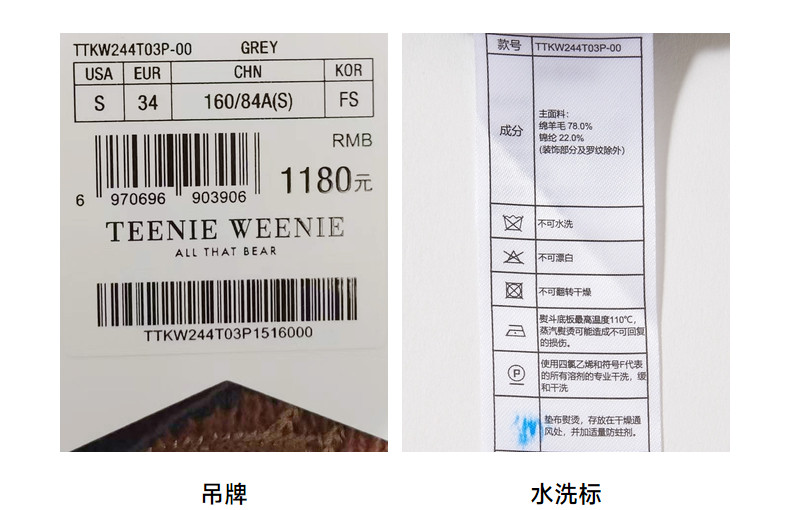 TTKW244T03P-00 GREY
USA EUR CHN KOR
S 34 160/84A(S) FS
RMB
1180元
6 970696 903906
TEENIE WEENIE
ALL THAT BEAR
TTKW244T03P1516000
吊牌
款号 TTKW244T03P-00
成分
主面料:
绵羊毛 78.0%
锦纶 22.0%
(装饰部分及罗纹除外)
不可水洗
不可漂白
不可翻转干燥
熨斗底板最高温度110℃,
蒸汽熨烫可能造成不可回复
的损伤。
P
使用四氯乙烯和符号F代表
的所有溶剂的专业干洗,缓
和干洗
垫布熨烫,存放在干燥通
风处,并加适量防蛀剂。
水洗标